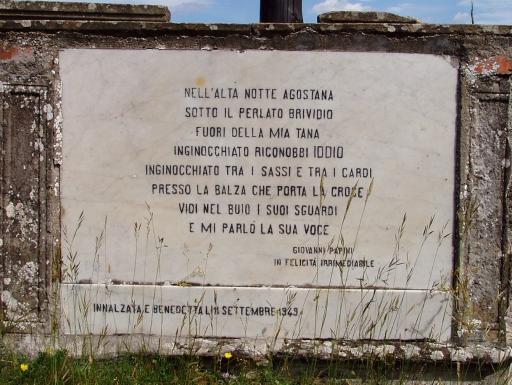 NELL'ALTA NOTTE AGOSTANA
SOTTO IL PERLATO BRIVIDIO
FUORI DELLA MIA TANA
INGINOCCHIATO RICONOBBI IDDIO
INGINOCCHIATO TRA I SASSI E TRA I CARDI
PRESSO LA BALZA CHE PORTA LA CROCE
VIDI NEL BUIO I SUOI SGUARDI
E MI PARLÒ LA SUA VOCE
GIOVANNI PAPINI
IN FELICITÀ IRRIMEDIABILE
INNALZATA E BENEDETTA LI 11 SETTEMBRE 1949